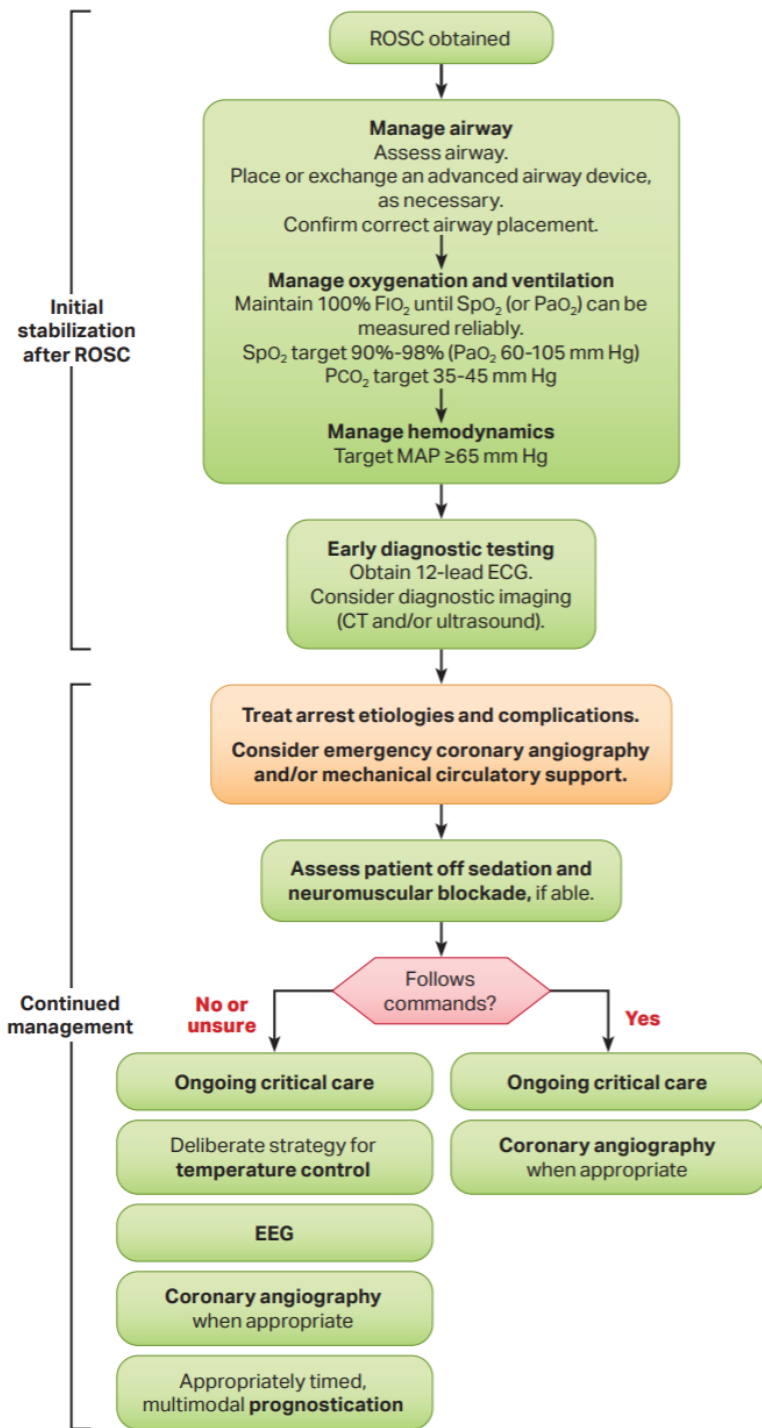 ROSC obtained
Manage airway
Assess airway.
Place or exchange an advanced airway device,
as necessary.
Confirm correct airway placement.
Manage oxygenation and ventilation
Maintain 100% FIO₂ until SpO₂ (or PaO₂) can be
measured reliably.
SpO₂ target 90%-98% (PaO₂ 60-105 mm Hg)
PCO₂ target 35-45 mm Hg
Manage hemodynamics
Target MAP ≥65 mm Hg
Initial
stabilization
after ROSC
Early diagnostic testing
Obtain 12-lead ECG.
Consider diagnostic imaging
(CT and/or ultrasound).
Treat arrest etiologies and complications.
Consider emergency coronary angiography
and/or mechanical circulatory support.
Assess patient off sedation and
neuromuscular blockade, if able.
Continued
management
Follows
commands?
No or
unsure
Yes
Ongoing critical care
Deliberate strategy for
temperature control
EEG
Coronary angiography
when appropriate
Appropriately timed,
multimodal prognostication
Ongoing critical care
Coronary angiography
when appropriate